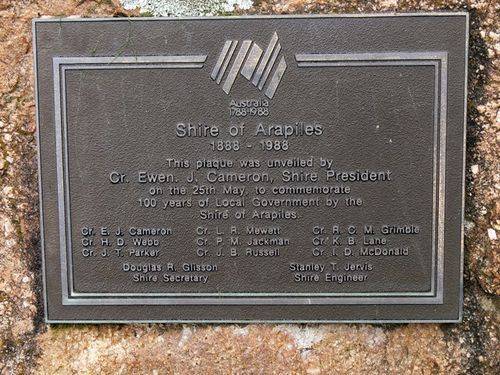 Australia
1788-1988
Shire of Arapiles
1888 - 1988
This plaque was unveiled by
Cr. Ewen. J. Cameron, Shire President
on the 25th May, to commemorate
100 years of Local Government by the
Shire of Arapiles.
Cr. E. J. Cameron Cr. L. R. Mewett Cr. R. C. M. Grimble
Cr. H. D. Webb Cr. P. M. Jackman Cr. K. B. Lane
Cr. J. T. Parker Cr. J. B. Russell Cr. I. D. McDonald
Douglas R. Glisson Stanley T. Jervis
Shire Secretary Shire Engineer